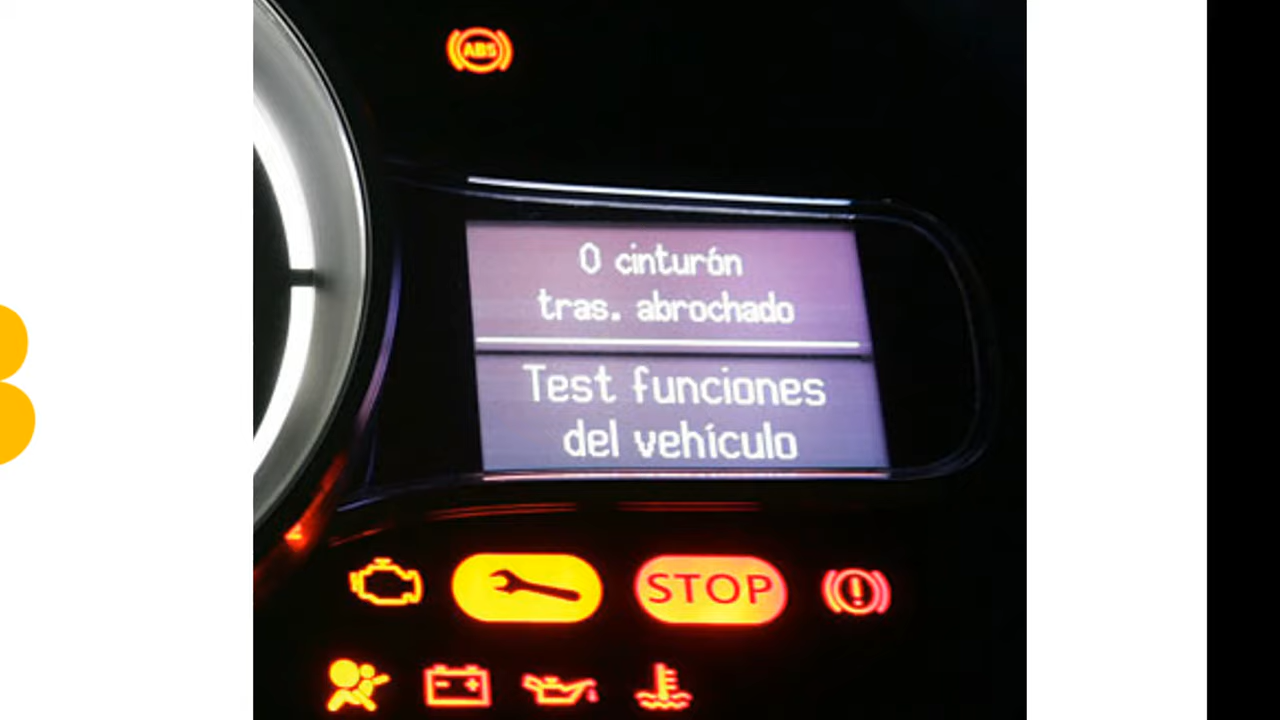 ABS
0 cinturón
tras. abrochado
Test funciones
del vehículo
STOP